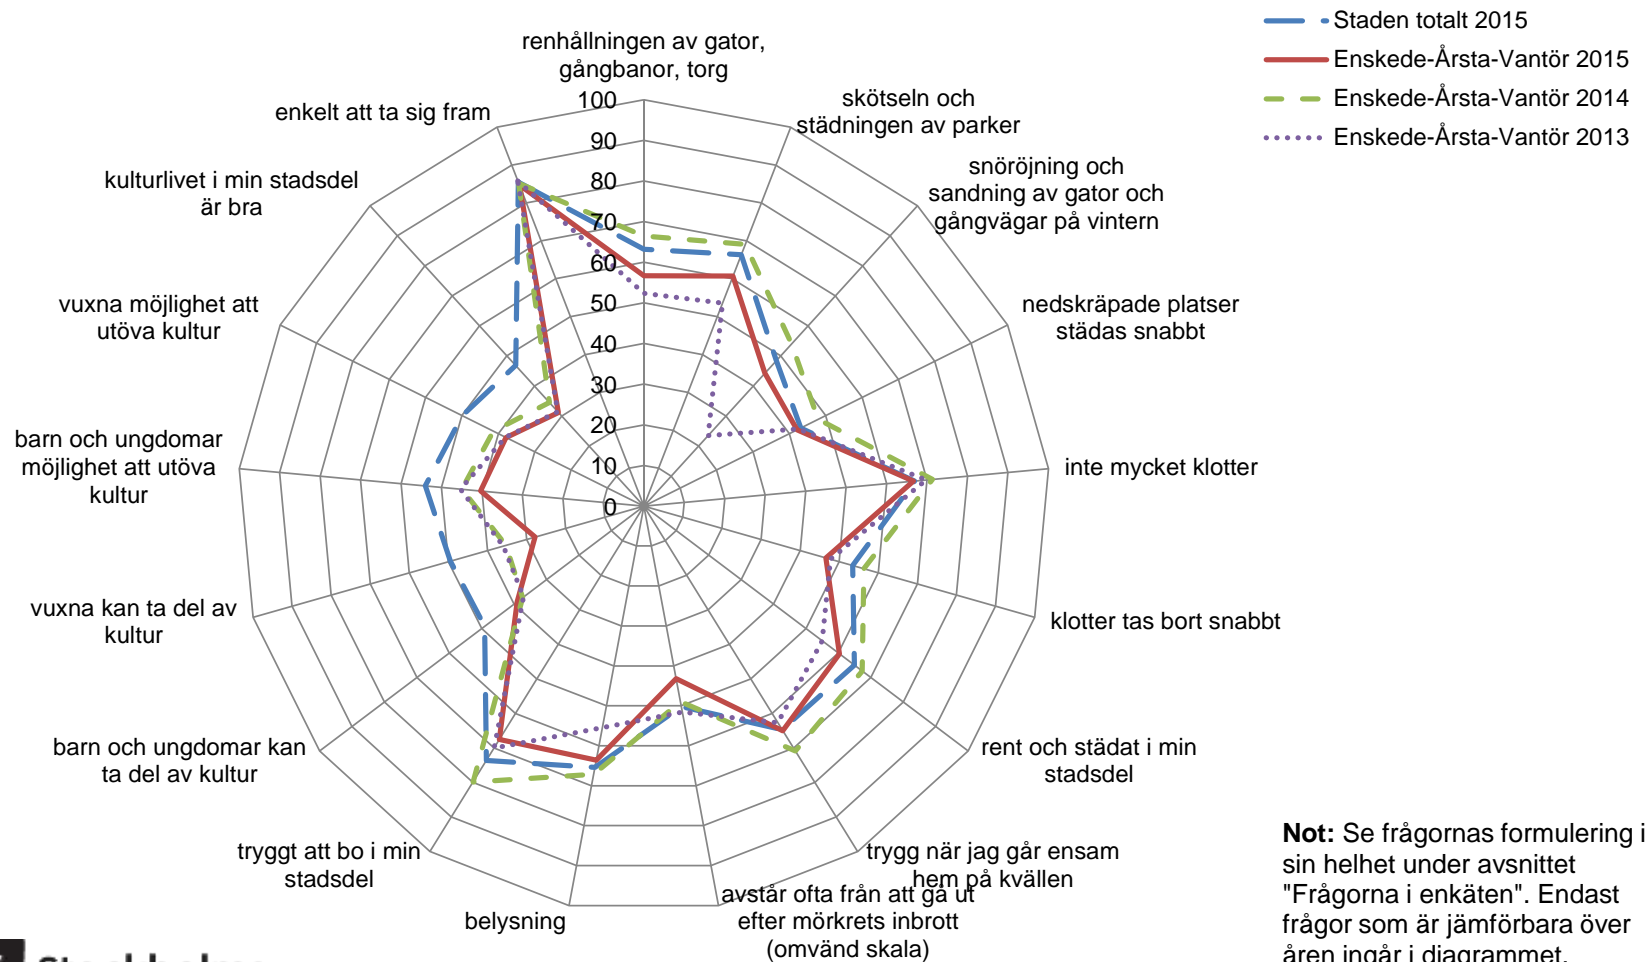 Staden totalt 2015
Enskede-Årsta-Vantör 2015
Enskede-Årsta-Vantör 2014
Enskede-Årsta-Vantör 2013
renhållningen av gator,
gångbanor, torg
skötseln och
städningen av parker
snöröjning och
sandning av gator och
gångvägar på vintern
nedskräpade platser
städas snabbt
inte mycket klotter
klotter tas bort snabbt
rent och städat i min
stadsdel
trygg när jag går ensam
hem på kvällen
avstår ofta från att gå ut
efter mörkrets inbrott
(omvänd skala)
belysning
tryggt att bo i min
stadsdel
barn och ungdomar kan
ta del av kultur
vuxna kan ta del av
kultur
barn och ungdomar
möjlighet att utöva
kultur
vuxna möjlighet att
utöva kultur
kulturlivet i min stadsdel
är bra
enkelt att ta sig fram
100
90
80
70
60
50
40
30
20
10
0
Not: Se frågornas formulering i
sin helhet under avsnittet
"Frågorna i enkäten". Endast
frågor som är jämförbara över
åren ingår i diagrammet.